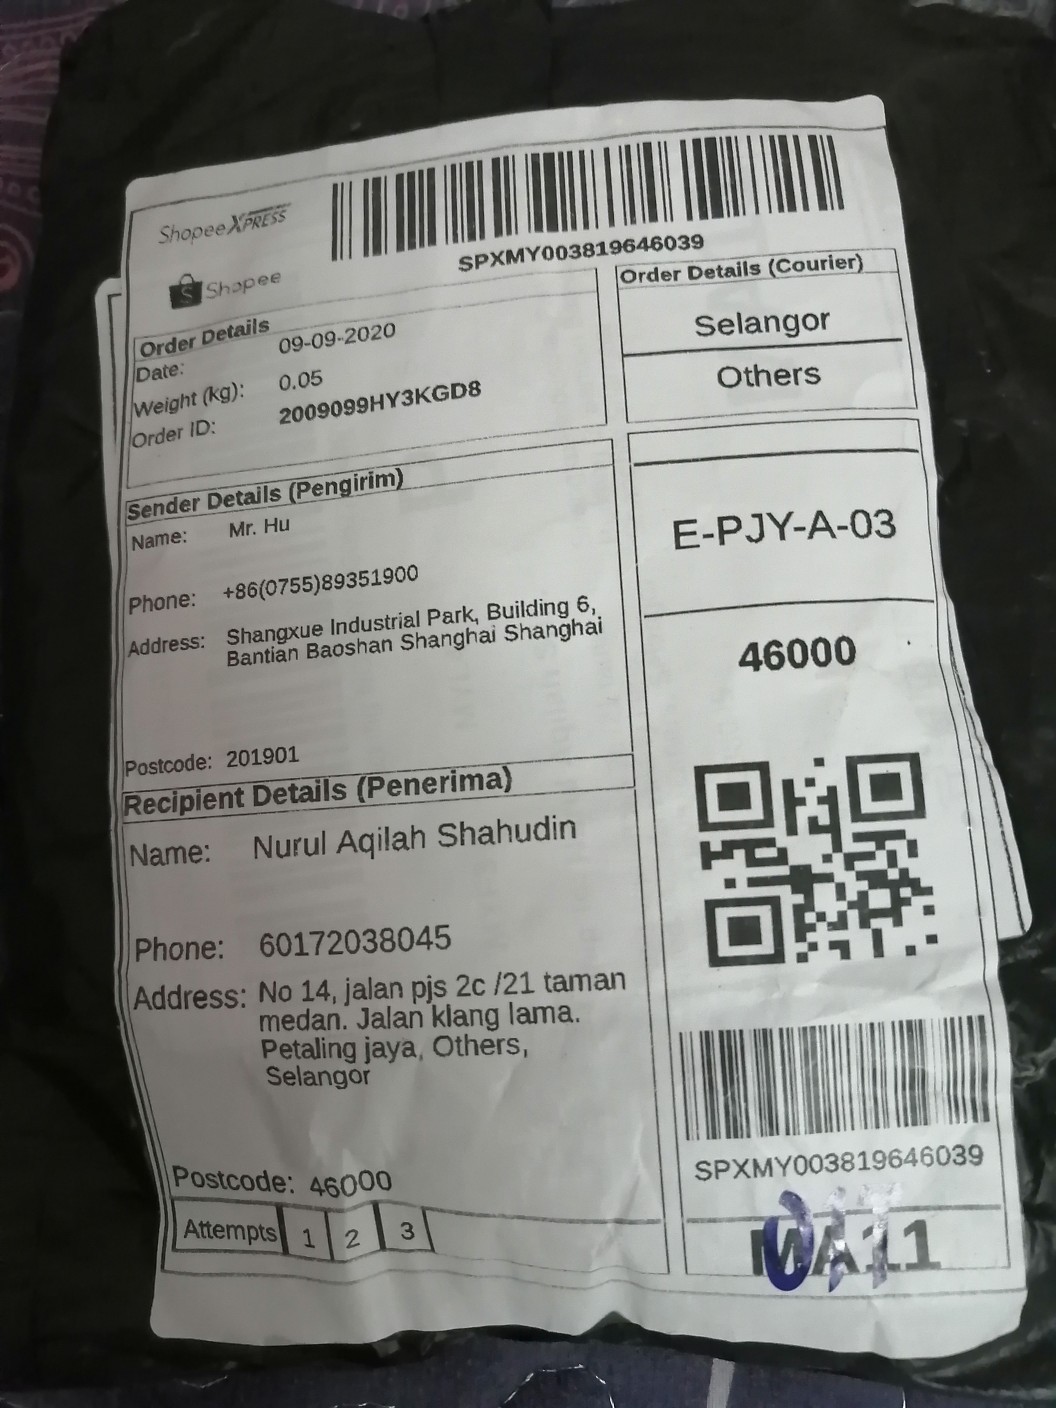 Shopee XPRESS
SPXMY003819646039
Shopee
Order Details
Date: 09-09-2020
Weight (kg): 0.05
Order ID: 2009099HY3KGD8
Order Details (Courier)
Selangor
Others
Sender Details (Pengirim)
Name: Mr. Hu
Phone: +86(0755)89351900
Address: Shangxue Industrial Park, Building 6,
Bantian Baoshan Shanghai Shanghai
Postcode: 201901
E-PJY-A-03
46000
Recipient Details (Penerima)
Name: Nurul Aqilah Shahudin
Phone: 60172038045
Address: No 14, jalan pjs 2c /21 taman
medan. Jalan klang lama.
Petaling jaya, Others,
Selangor
Postcode: 46000
Attempts 1 2 3
SPXMY003819646039
MA11